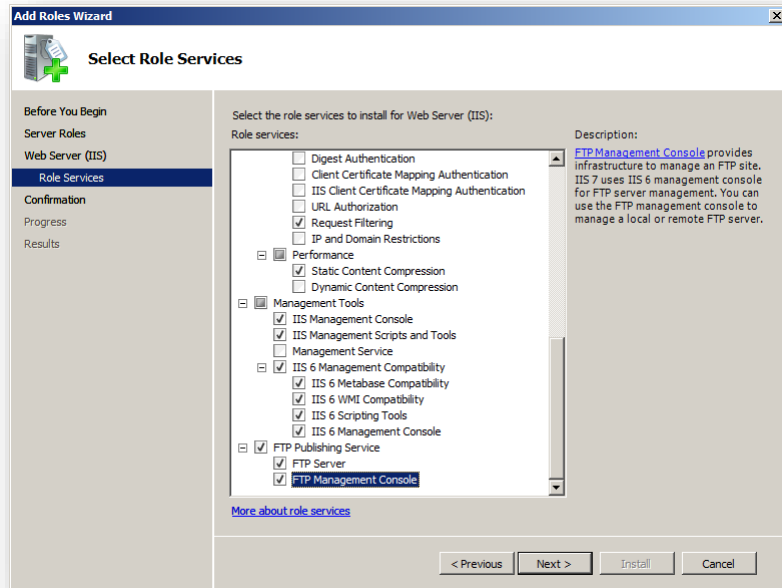 Add Roles Wizard
Select Role Services
Before You Begin
Server Roles
Web Server (IIS)
Role Services
Confirmation
Progress
Results
Select the role services to install for Web Server (IIS):
Role services:
Digest Authentication
Client Certificate Mapping Authentication
IIS Client Certificate Mapping Authentication
URL Authorization
Request Filtering
IP and Domain Restrictions
Performance
Static Content Compression
Dynamic Content Compression
Management Tools
IIS Management Console
IIS Management Scripts and Tools
Management Service
IIS 6 Management Compatibility
IIS 6 Metabase Compatibility
IIS 6 WMI Compatibility
IIS 6 Scripting Tools
IIS 6 Management Console
FTP Publishing Service
FTP Server
FTP Management Console
More about role services
Description:
FTP Management Console provides
infrastructure to manage an FTP site.
IIS 7 uses IIS 6 management console
for FTP server management. You can
use the FTP management console to
manage a local or remote FTP server.
< Previous
Next >
Install
Cancel